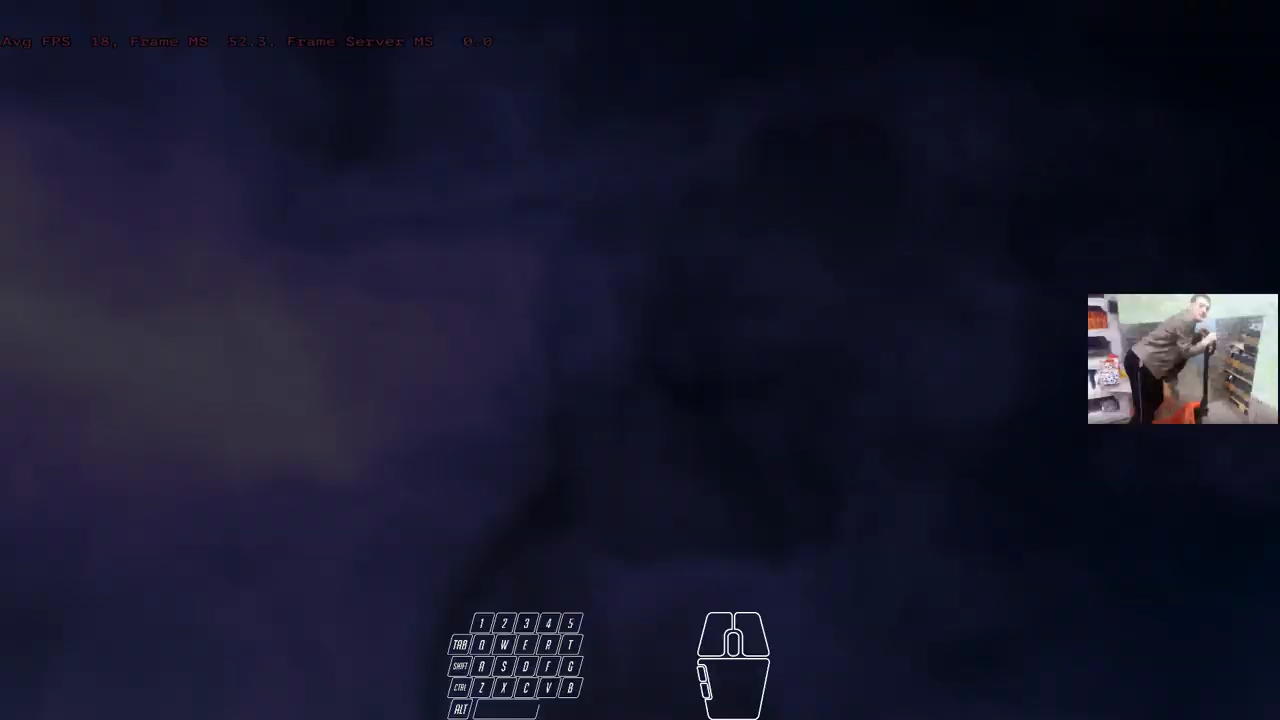 Avg FPS 18, Frame MS 52.3, Frame Server MS 0.0
1 2 3 4 5
TAB Q W E R T
SHIFT A S D F G
CTRL Z X C V B
ALT